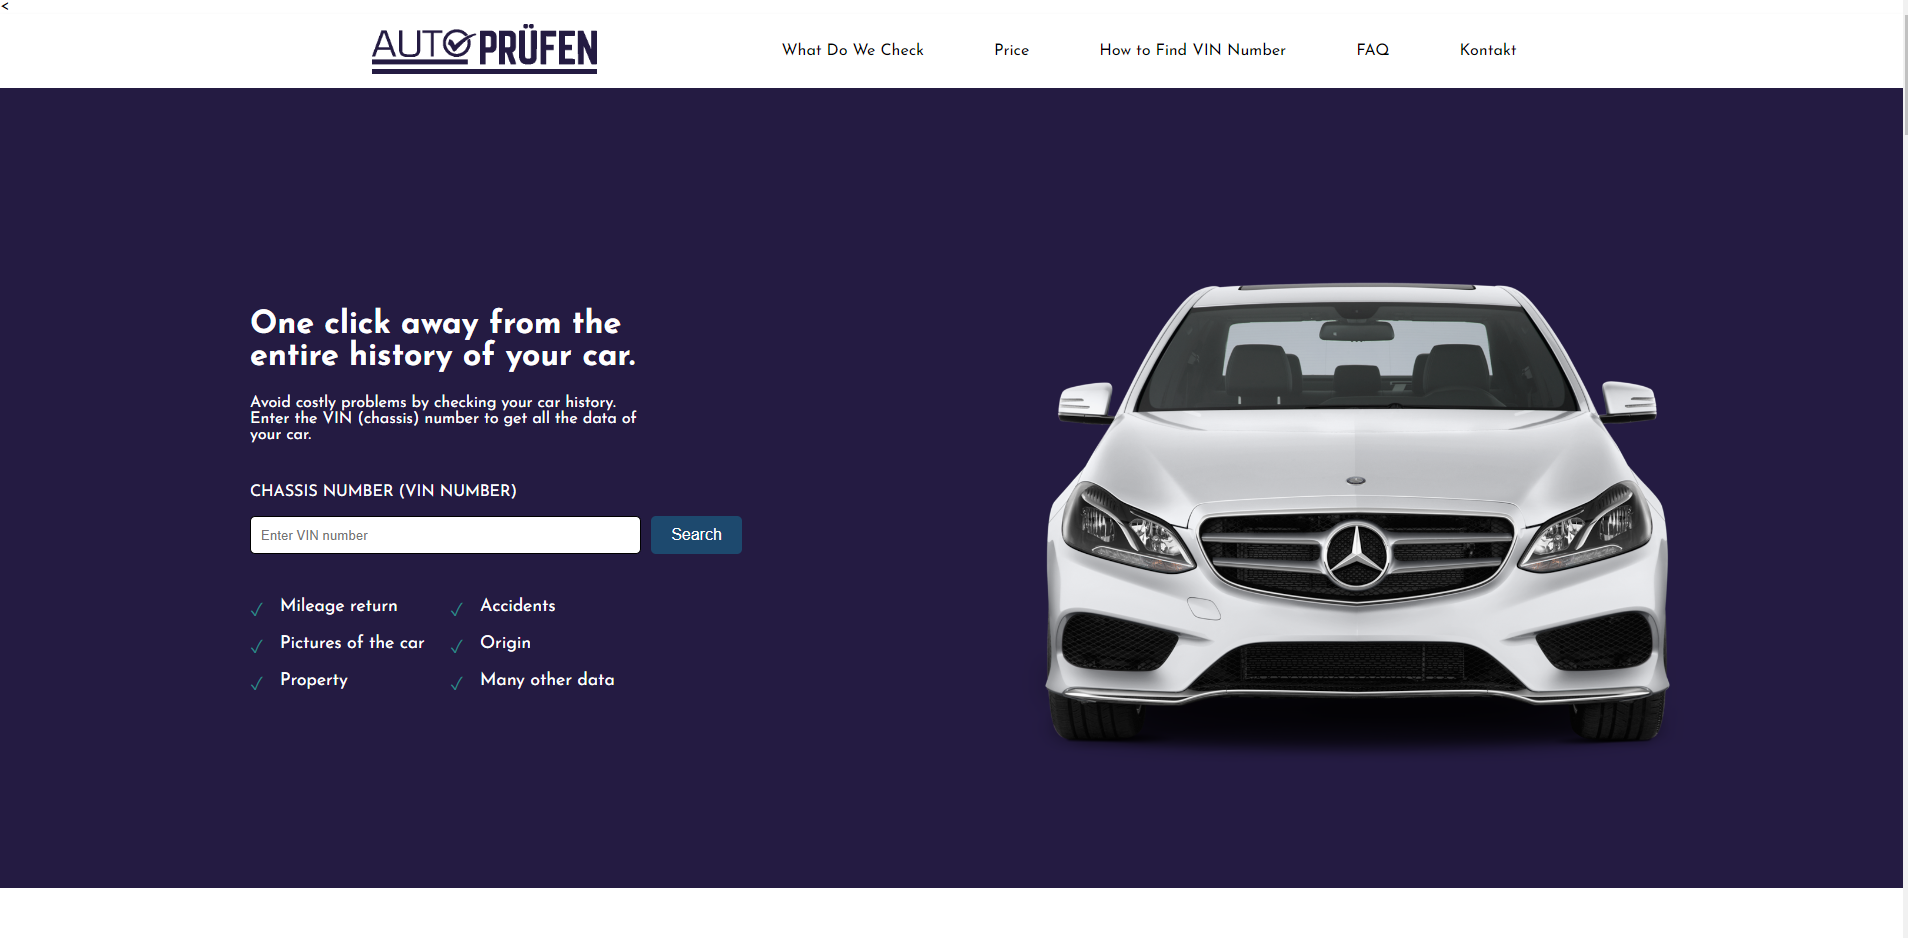 <
AUTO PRÜFEN
What Do We Check
Price
How to Find VIN Number
FAQ
Kontakt
One click away from the
entire history of your car.
Avoid costly problems by checking your car history.
Enter the VIN (chassis) number to get all the data of
your car.
CHASSIS NUMBER (VIN NUMBER)
Enter VIN number
Search
Mileage return
Accidents
Pictures of the car
Origin
Property
Many other data